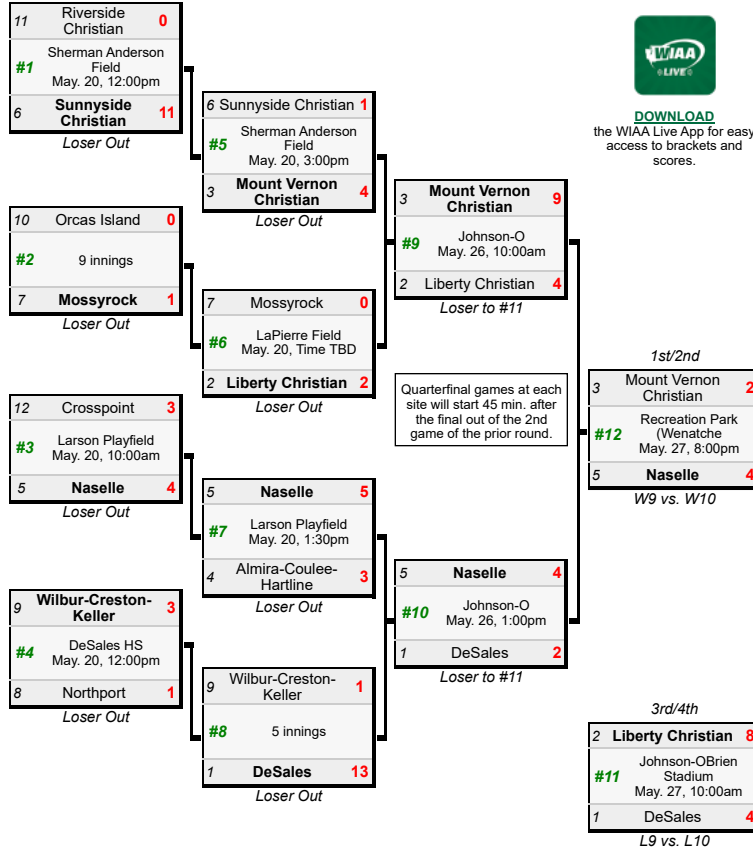 11 Riverside Christian 0
#1 Sherman Anderson
Field
May. 20, 12:00pm
6 Sunnyside Christian 11
Loser Out
10 Orcas Island 0
#2 9 innings
7 Mossyrock 1
Loser Out
12 Crosspoint 3
#3 Larson Playfield
May. 20, 10:00am
5 Naselle 4
Loser Out
9 Wilbur-Creston-Keller 3
#4 DeSales HS
May. 20, 12:00pm
8 Northport 1
Loser Out
6 Sunnyside Christian 1
#5 Sherman Anderson
Field
May. 20, 3:00pm
3 Mount Vernon Christian 4
Loser Out
7 Mossyrock 0
#6 LaPierre Field
May. 20, Time TBD
2 Liberty Christian 2
Loser Out
5 Naselle 5
#7 Larson Playfield
May. 20, 1:30pm
4 Almira-Coulee-Hartline 3
Loser Out
9 Wilbur-Creston-Keller 1
#8 5 innings
1 DeSales 13
Loser Out
3 Mount Vernon Christian 9
#9 Johnson-O
May. 26, 10:00am
2 Liberty Christian 4
Loser to #11
Quarterfinal games at each
site will start 45 min. after
the final out of the 2nd
game of the prior round.
5 Naselle 4
#10 Johnson-O
May. 26, 1:00pm
1 DeSales 2
Loser to #11
WIAA
LIVE
DOWNLOAD
the WIAA Live App for easy
access to brackets and
scores.
1st/2nd
3 Mount Vernon Christian 2
#12 Recreation Park
(Wenatche
May. 27, 8:00pm
5 Naselle 4
W9 vs. W10
3rd/4th
2 Liberty Christian 8
#11 Johnson-OBrien
Stadium
May. 27, 10:00am
1 DeSales 4
L9 vs. L10